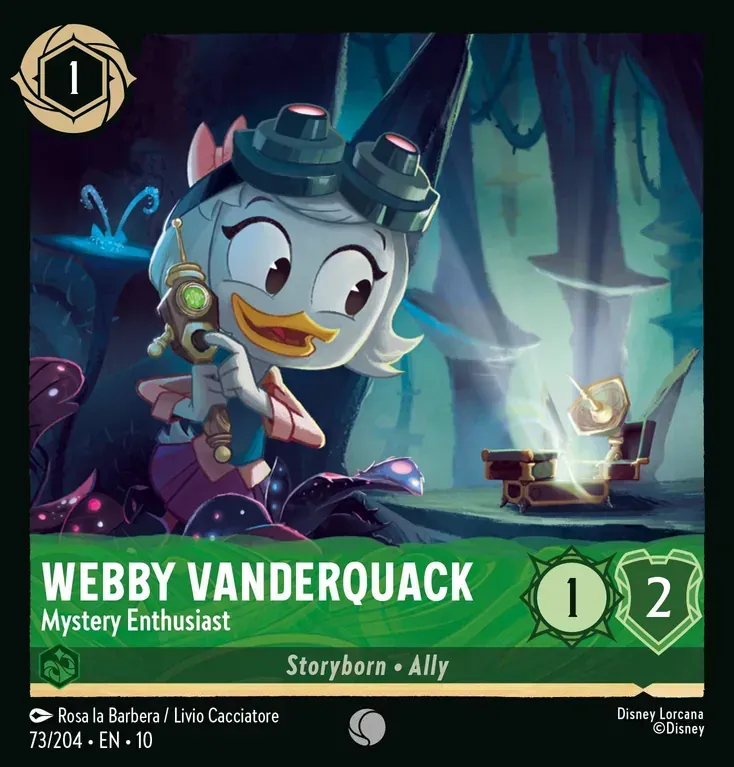 1
WEBBY VANDERQUACK
Mystery Enthusiast
1
2
Storyborn • Ally
Rosa la Barbera / Livio Cacciatore
73/204 • EN • 10
Disney Lorcana
©Disney